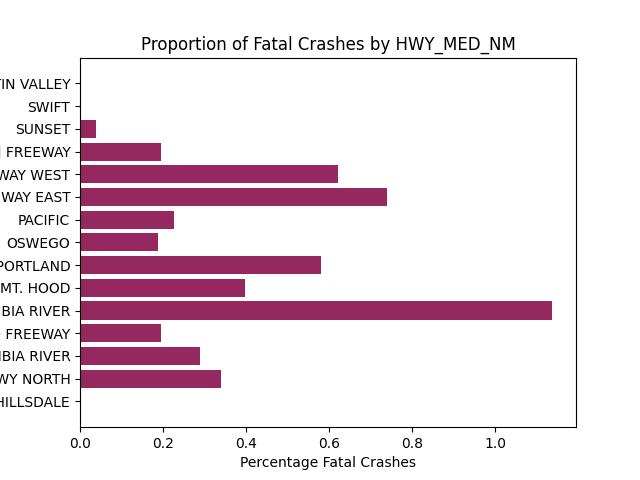 Proportion of Fatal Crashes by HWY_MED_NM
TIN VALLEY
SWIFT
SUNSET
FREEWAY
WAY WEST
WAY EAST
PACIFIC
OSWEGO
PORTLAND
MT. HOOD
BIA RIVER
FREEWAY
BIA RIVER
WY NORTH
HILLSDALE
0.0 0.2 0.4 0.6 0.8 1.0
Percentage Fatal Crashes